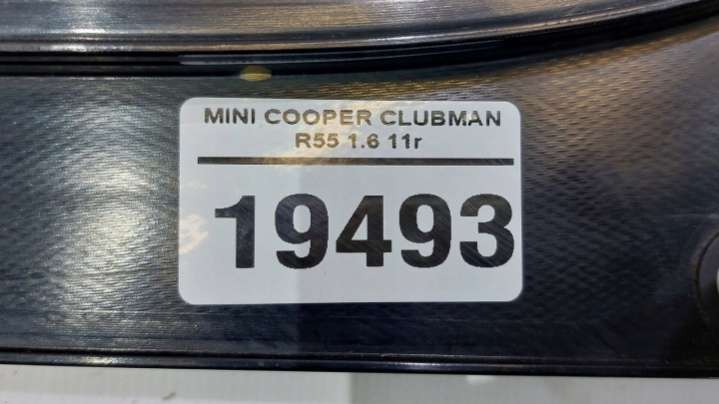 MINI COOPER CLUBMAN
R55 1.6 11r
19493